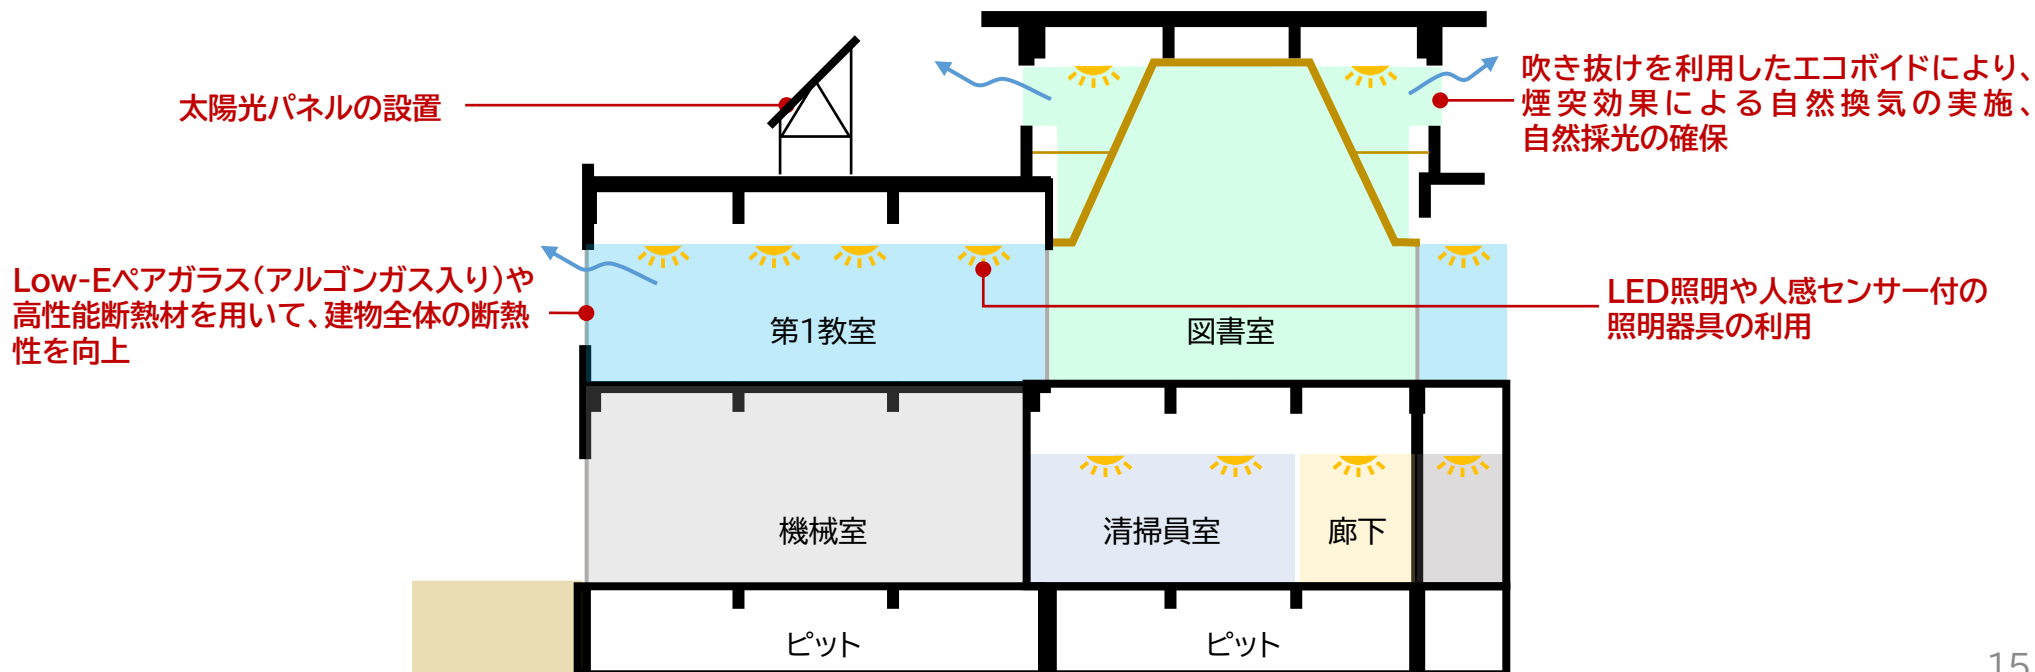 太陽光パネルの設置
吹き抜けを利用したエコボイドにより、
煙突効果による自然換気の実施、
自然採光の確保
Low-Eペアガラス(アルゴンガス入り)や
高性能断熱材を用いて、建物全体の断熱
性を向上
LED照明や人感センサー付の
照明器具の利用
第1教室
図書室
機械室
清掃員室
廊下
ピット
ピット
15